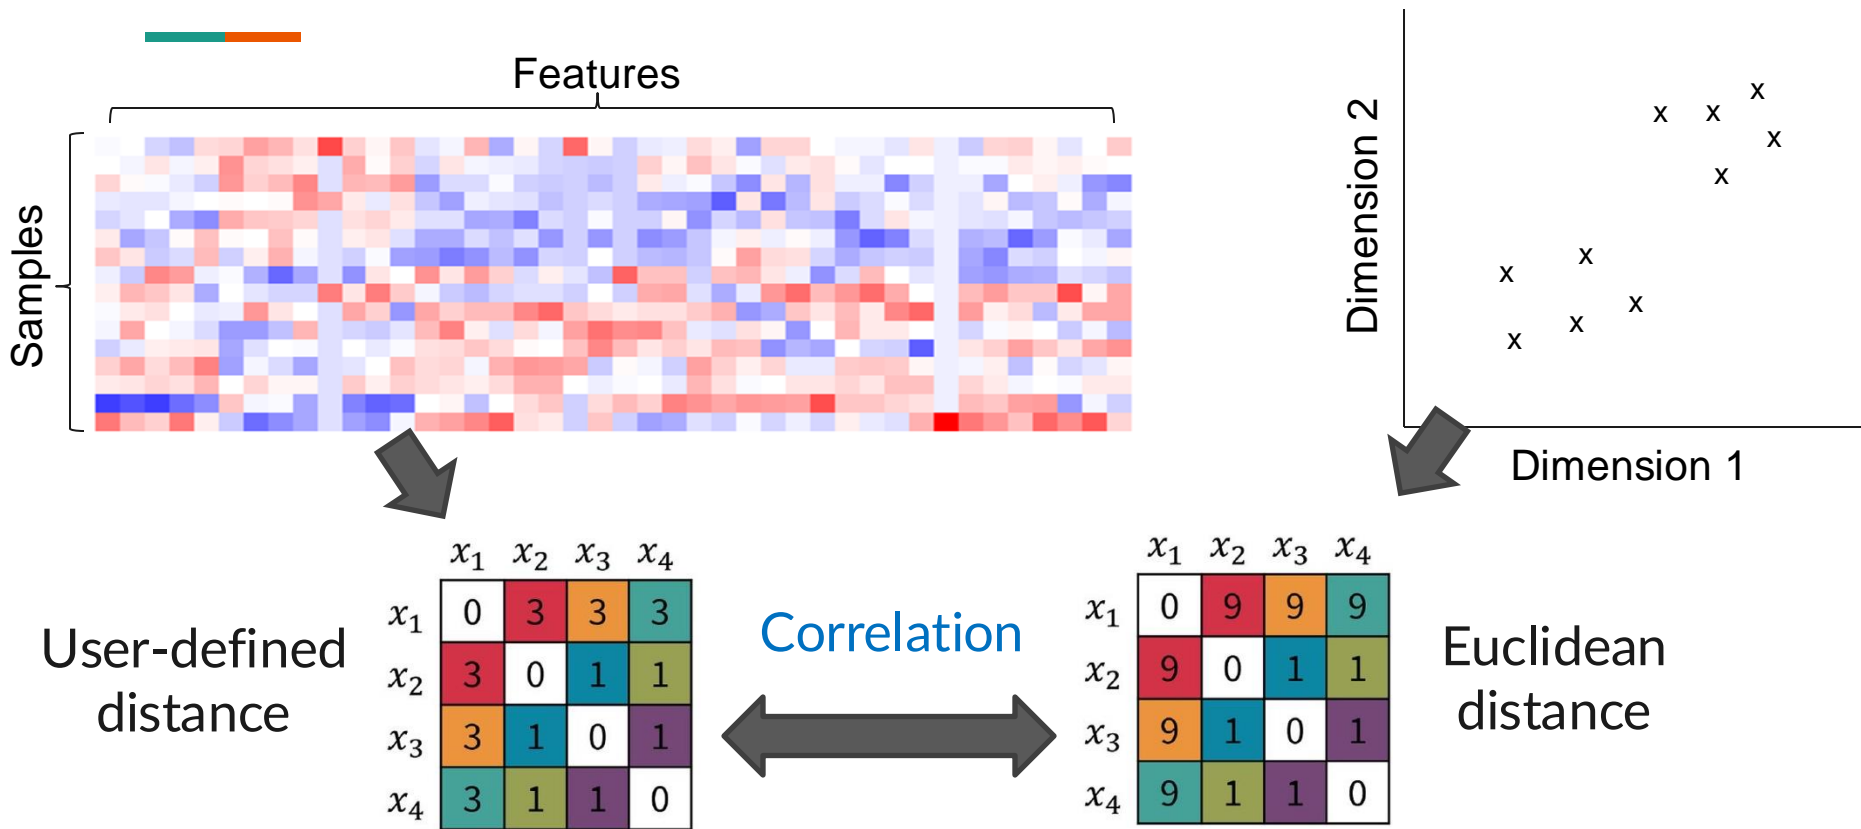 Features
Samples
Dimension 2
x x x
x
x
x x
x
x
x
Dimension 1
x₁ x₂ x₃ x₄
x₁ 0 3 3 3
x₂ 3 0 1 1
x₃ 3 1 0 1
x₄ 3 1 1 0
User-defined
distance
Correlation
x₁ x₂ x₃ x₄
x₁ 0 9 9 9
x₂ 9 0 1 1
x₃ 9 1 0 1
x₄ 9 1 1 0
Euclidean
distance